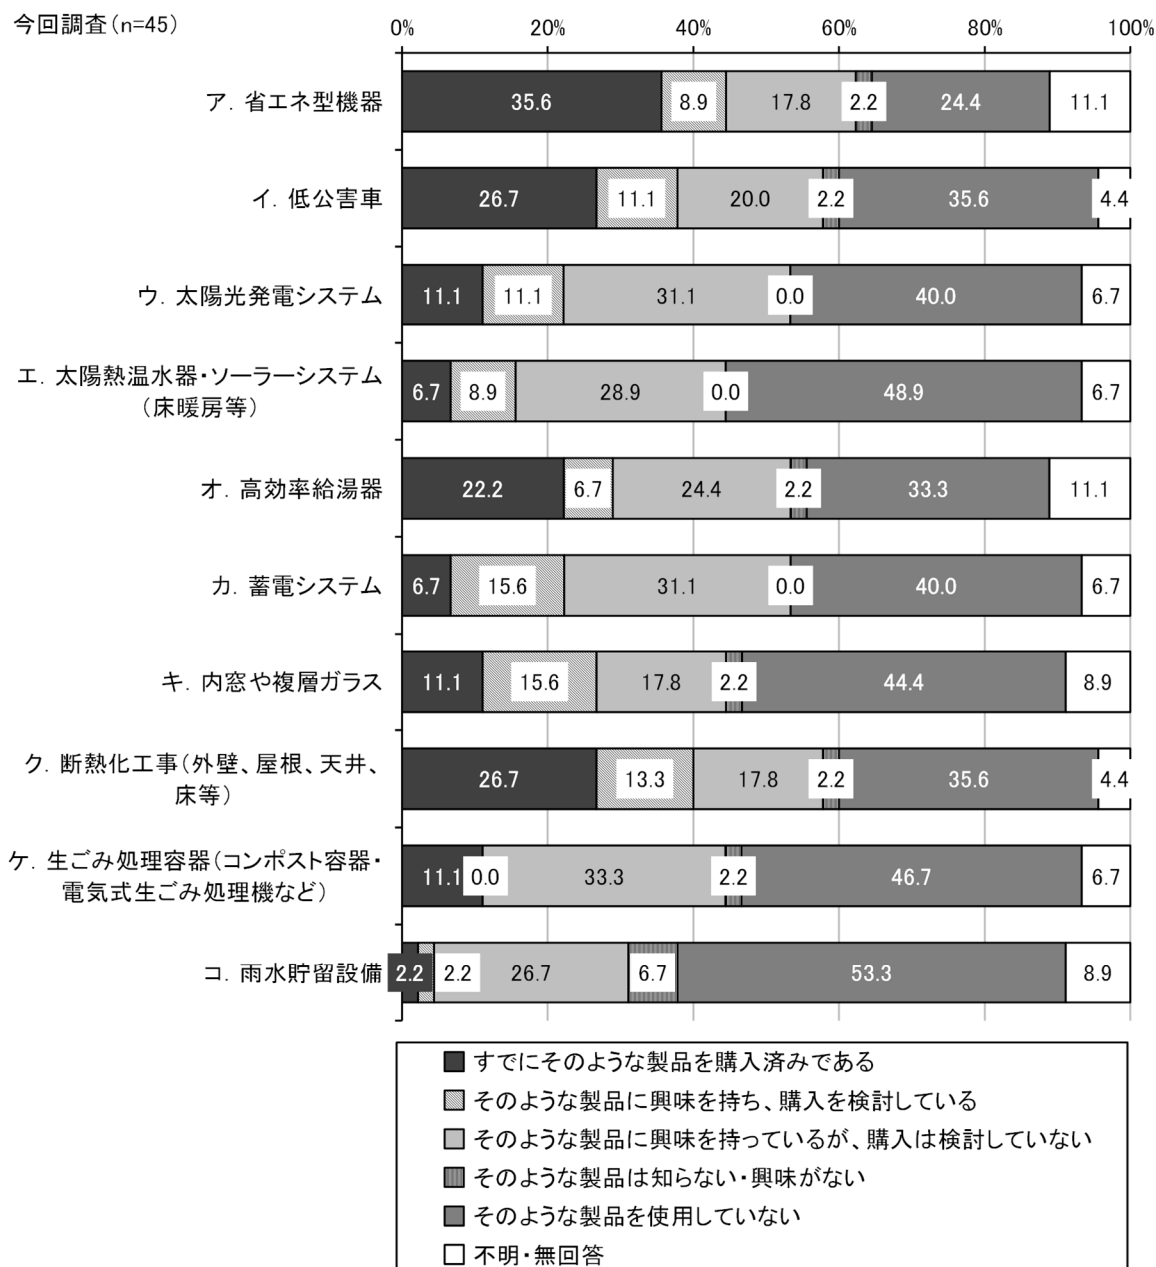 今回調査(n=45)
0% 20% 40% 60% 80% 100%
ア. 省エネ型機器 35.6 8.9 17.8 2.2 24.4 11.1
イ. 低公害車 26.7 11.1 20.0 2.2 35.6 4.4
ウ. 太陽光発電システム 11.1 11.1 31.1 0.0 40.0 6.7
エ. 太陽熱温水器・ソーラーシステム
(床暖房等) 6.7 8.9 28.9 0.0 48.9 6.7
オ. 高効率給湯器 22.2 6.7 24.4 2.2 33.3 11.1
カ. 蓄電システム 6.7 15.6 31.1 0.0 40.0 6.7
キ. 内窓や複層ガラス 11.1 15.6 17.8 2.2 44.4 8.9
ク. 断熱化工事(外壁、屋根、天井、
床等) 26.7 13.3 17.8 2.2 35.6 4.4
ケ. 生ごみ処理容器(コンポスト容器・
電気式生ごみ処理機など) 11.1 0.0 33.3 2.2 46.7 6.7
コ. 雨水貯留設備 2.2 2.2 26.7 6.7 53.3 8.9
すでにそのような製品を購入済みである
そのような製品に興味を持ち、購入を検討している
そのような製品に興味を持っているが、購入は検討していない
そのような製品は知らない・興味がない
そのような製品を使用していない
不明・無回答